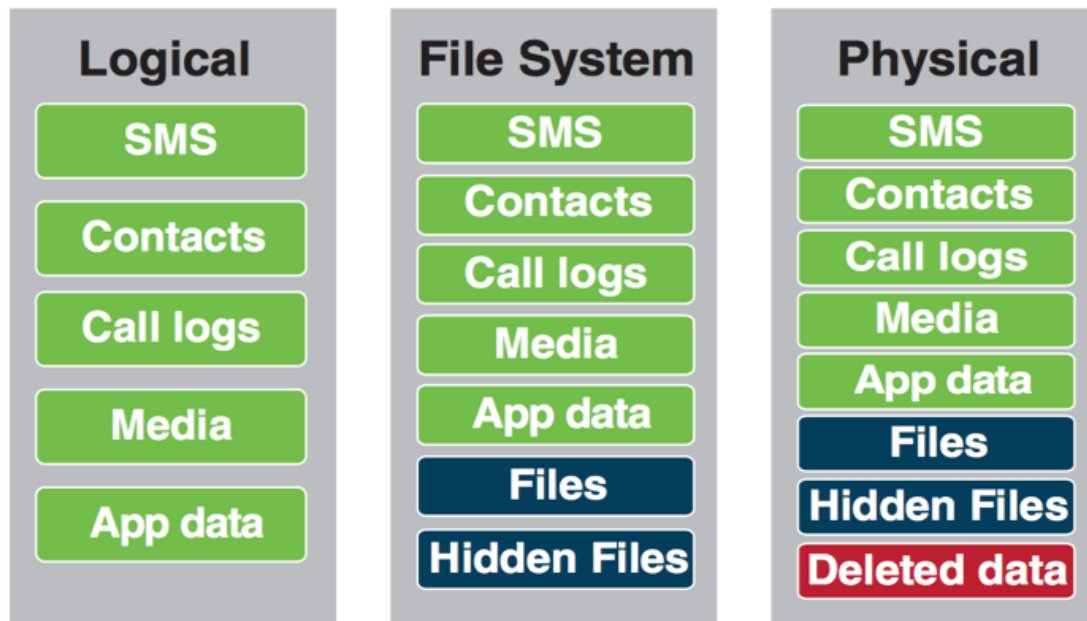 Logical
SMS
Contacts
Call logs
Media
App data
File System
SMS
Contacts
Call logs
Media
App data
Files
Hidden Files
Physical
SMS
Contacts
Call logs
Media
App data
Files
Hidden Files
Deleted data